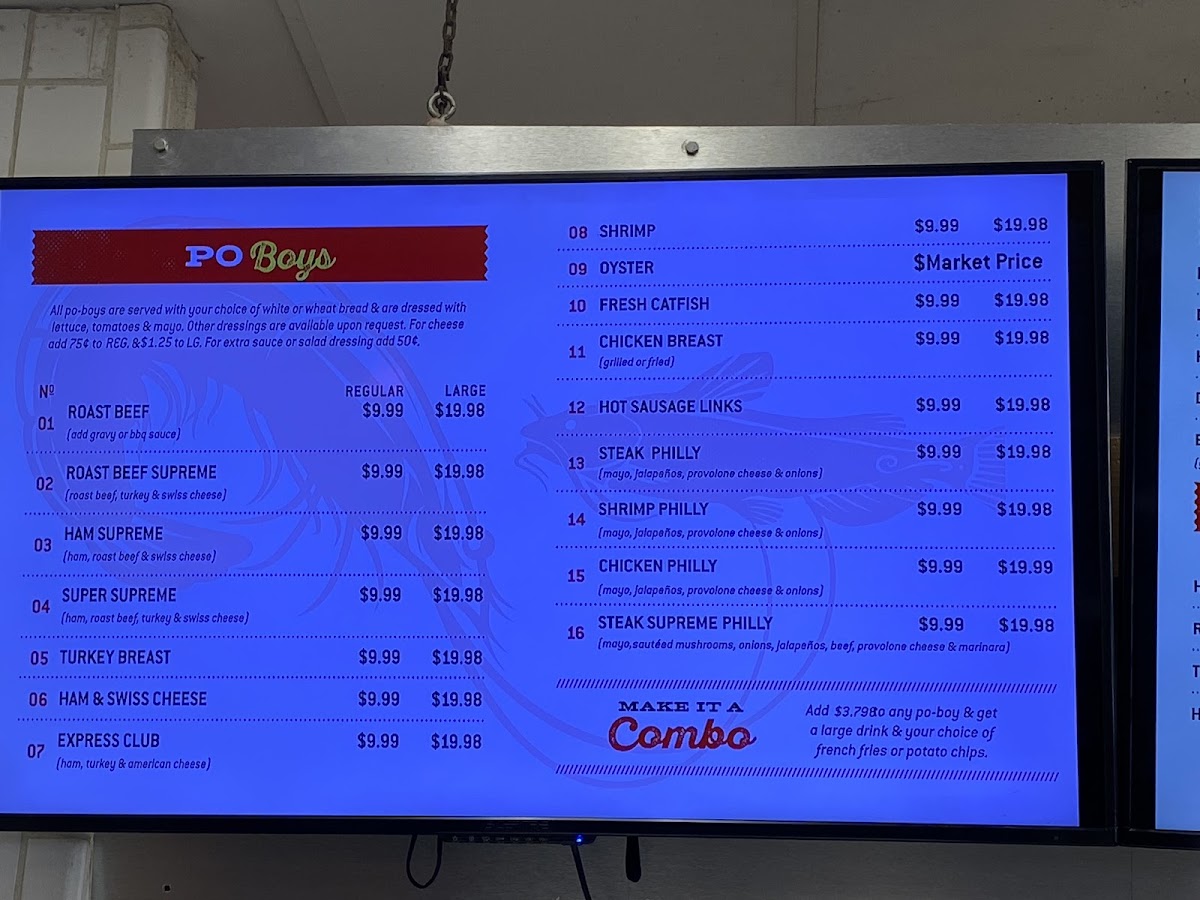 PO Boys
All po-boys are served with your choice of white or wheat bread & are dressed with
lettuce, tomatoes & mayo. Other dressings are available upon request. For cheese
add 75¢ to REG. &$1.25 to LG. For extra sauce or salad dressing add 50¢.
Nº REGULAR LARGE
01 ROAST BEEF $9.99 $19.98
(add gravy or bbq sauce)
02 ROAST BEEF SUPREME $9.99 $19.98
(roast beef, turkey & swiss cheese)
03 HAM SUPREME $9.99 $19.98
(ham, roast beef & swiss cheese)
04 SUPER SUPREME $9.99 $19.98
(ham, roast beef, turkey & swiss cheese)
05 TURKEY BREAST $9.99 $19.98
06 HAM & SWISS CHEESE $9.99 $19.98
07 EXPRESS CLUB $9.99 $19.98
(ham, turkey & american cheese)
08 SHRIMP $9.99 $19.98
09 OYSTER $Market Price
10 FRESH CATFISH $9.99 $19.98
11 CHICKEN BREAST $9.99 $19.98
(grilled or fried)
12 HOT SAUSAGE LINKS $9.99 $19.98
13 STEAK PHILLY $9.99 $19.98
(mayo, jalapeños, provolone cheese & onions)
14 SHRIMP PHILLY $9.99 $19.98
(mayo, jalapeños, provolone cheese & onions)
15 CHICKEN PHILLY $9.99 $19.99
(mayo, jalapeños, provolone cheese & onions)
16 STEAK SUPREME PHILLY $9.99 $19.98
(mayo,sautéad mushrooms, onions, jalapeños, beef, provolone cheese & marinara)
MAKE IT A
Combo
Add $3.798to any po-boy & get
a large drink & your choice of
french fries or potato chips.